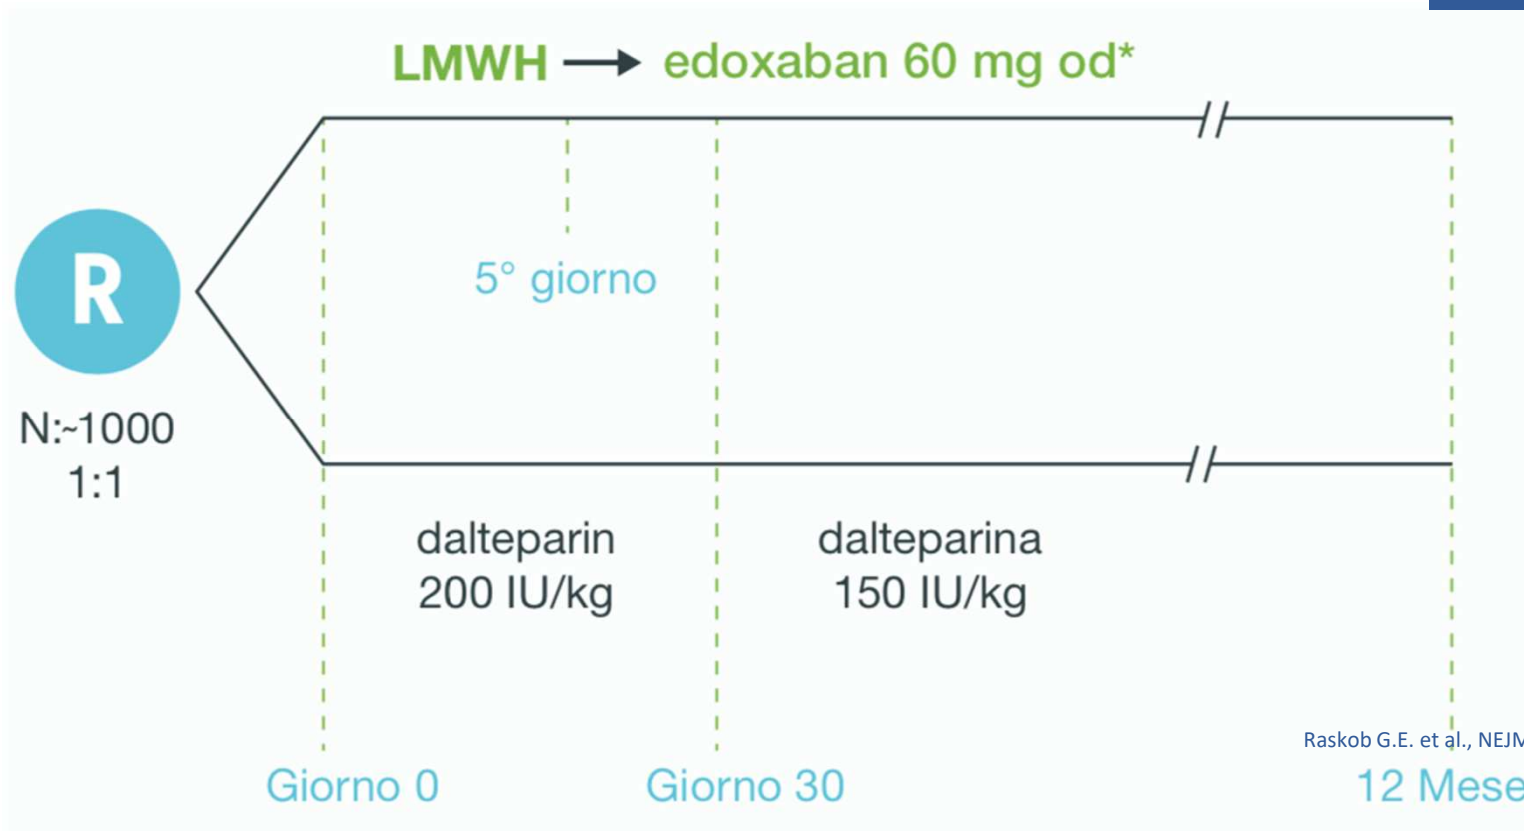 LMWH → edoxaban 60 mg od*
5° giorno
R
N:~1000
1:1
dalteparin
200 IU/kg
dalteparina
150 IU/kg
Raskob G.E. et al., NEJM
Giorno 0
Giorno 30
12 Mese